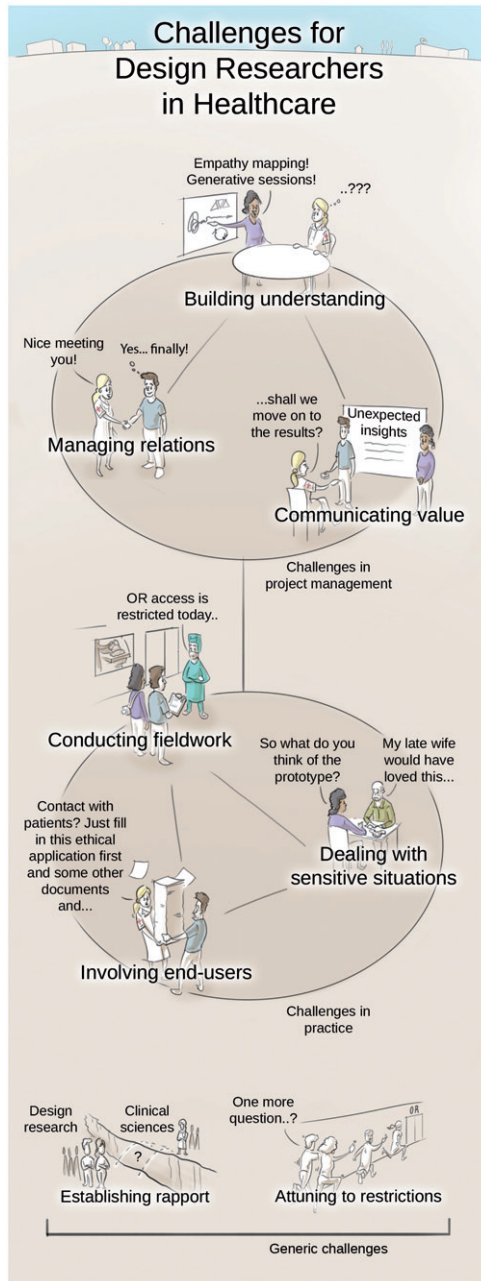 Challenges for
Design Researchers
in Healthcare
Empathy mapping!
Generative sessions!
..???
Building understanding
Nice meeting
you!
Yes... finally!
Managing relations
...shall we
move on to
the results?
Unexpected
insights
Communicating value
Challenges in
project management
OR access is
restricted today..
Conducting fieldwork
So what do you
think of the
prototype?
My late wife
would have
loved this...
Dealing with
sensitive situations
Contact with
patients? Just fill
in this ethical
application first
and some other
documents
and...
Involving end-users
Challenges in
practice
Design
research
Clinical
sciences
?
Establishing rapport
One more
question..?
OR
Attuning to restrictions
Generic challenges